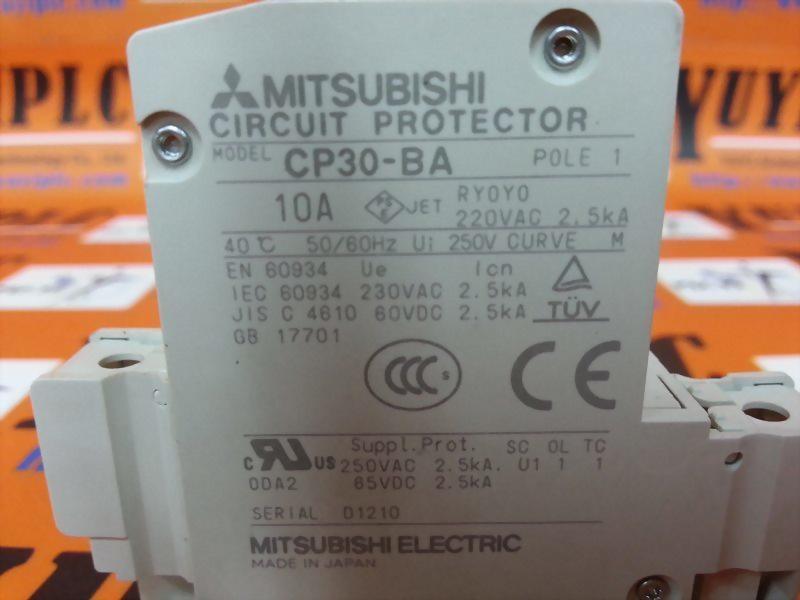 MITSUBISHI
CIRCUIT PROTECTOR
MODEL CP30-BA POLE 1
10A PS E JET RYOYO
220VAC 2.5kA
40℃ 50/60Hz Ui 250V CURVE M
EN 60934 Ue Icn
IEC 60934 230VAC 2.5kA
JIS C 4610 60VDC 2.5kA TÜV
GB 17701
CCC S CE
c RU US Suppl.Prot. SC OL TC
250VAC 2.5kA. U1 1 1
ODA2 65VDC 2.5kA
SERIAL D1210
MITSUBISHI ELECTRIC
MADE IN JAPAN